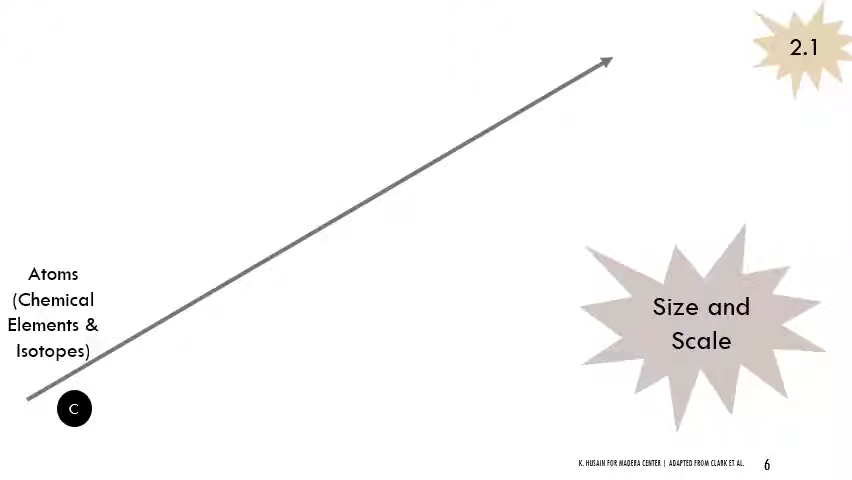 2.1
Atoms
(Chemical
Elements &
Isotopes)
C
Size and
Scale
K. HUSAIN FOR MADERA CENTER | ADAPTED FROM CLARK ET AL.
6